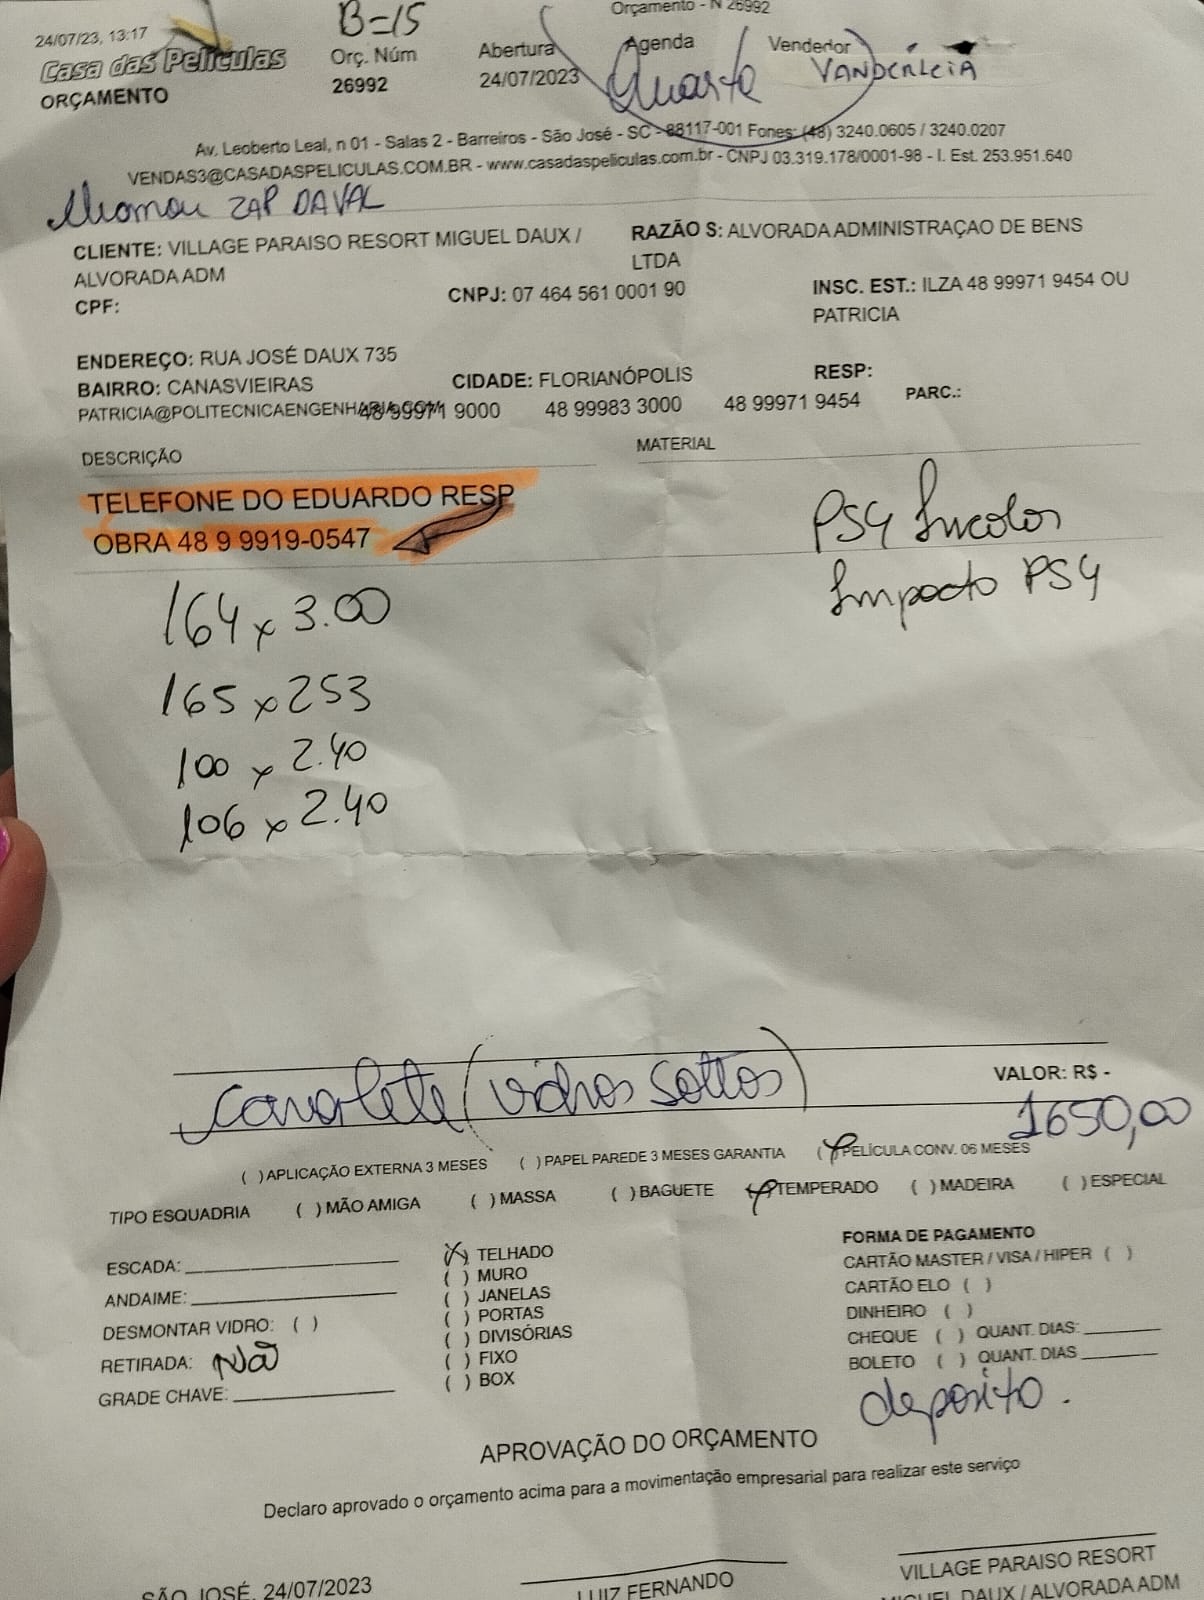 Orçamento - N 26992
24/07/23, 13:17
B=15
Casa das Películas
Orç. Núm
Abertura
Agenda
Vendedor
ORÇAMENTO
26992
24/07/2023
Quarta
VANDERLEIA
Av. Leoberto Leal, n 01 - Salas 2 - Barreiros - São José - SC - 88117-001 Fones: (48) 3240.0605 / 3240.0207
VENDAS3@CASADASPELICULAS.COM.BR - www.casadaspeliculas.com.br - CNPJ 03.319.178/0001-98 - I. Est. 253.951.640
ZAP DAVAL
CLIENTE: VILLAGE PARAISO RESORT MIGUEL DAUX /
ALVORADA ADM
RAZÃO S: ALVORADA ADMINISTRAÇAO DE BENS
LTDA
CPF:
CNPJ: 07 464 561 0001 90
INSC. EST.: ILZA 48 99971 9454 OU
PATRICIA
ENDEREÇO: RUA JOSÉ DAUX 735
BAIRRO: CANASVIEIRAS
CIDADE: FLORIANÓPOLIS
RESP:
PATRICIA@POLITECNICAENGENHARIA.COM
48 99971 9000
48 99983 3000
48 99971 9454
PARC.:
DESCRIÇÃO
MATERIAL
TELEFONE DO EDUARDO RESP
OBRA 48 9 9919-0547
PS4 Incolor
Impacto PS4
164 x 3.00
165 x 253
100 x 2.40
106 x 2.40
cavalete (vidros soltos)
VALOR: R$ -
1650,00
( ) APLICAÇÃO EXTERNA 3 MESES
( ) PAPEL PAREDE 3 MESES GARANTIA
( ) PELÍCULA CONV. 06 MESES
TIPO ESQUADRIA
( ) MÃO AMIGA
( ) MASSA
( ) BAGUETE
( ) TEMPERADO
( ) MADEIRA
( ) ESPECIAL
ESCADA:
ANDAIME:
DESMONTAR VIDRO: ( )
RETIRADA: NÃO
GRADE CHAVE:
(X) TELHADO
( ) MURO
( ) JANELAS
( ) PORTAS
( ) DIVISÓRIAS
( ) FIXO
( ) BOX
FORMA DE PAGAMENTO
CARTÃO MASTER / VISA / HIPER ( )
CARTÃO ELO ( )
DINHEIRO ( )
CHEQUE ( ) QUANT. DIAS:
BOLETO ( ) QUANT. DIAS
deposito.
APROVAÇÃO DO ORÇAMENTO
Declaro aprovado o orçamento acima para a movimentação empresarial para realizar este serviço
SÃO JOSÉ, 24/07/2023
LUIZ FERNANDO
VILLAGE PARAISO RESORT
MIGUEL DAUX / ALVORADA ADM